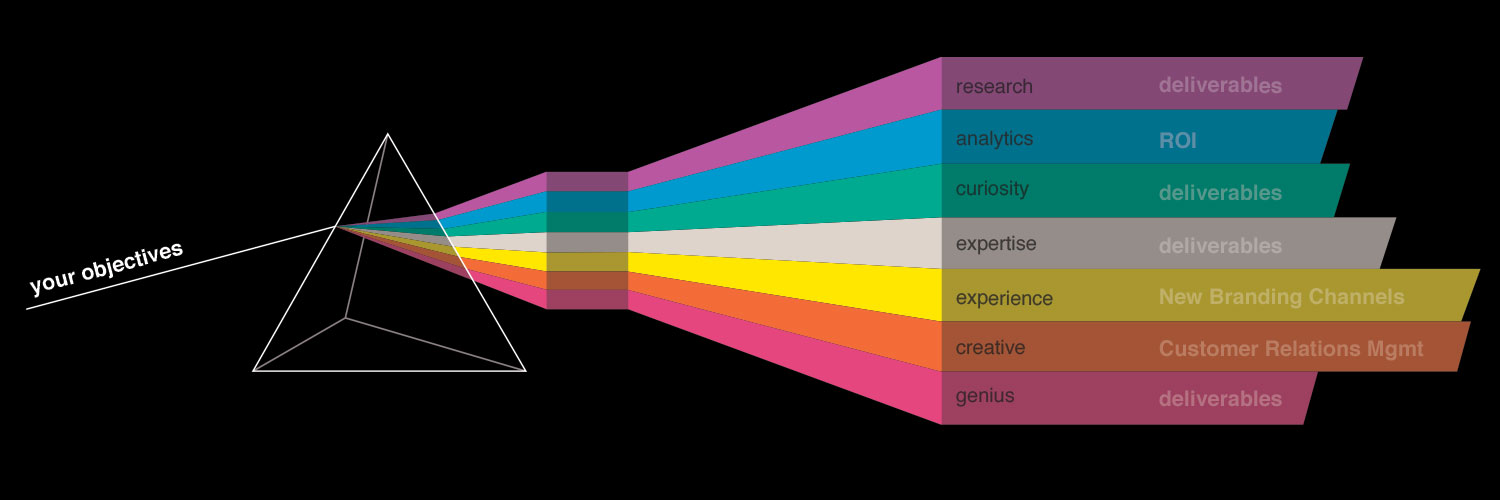 your objectives
research deliverables
analytics ROI
curiosity deliverables
expertise deliverables
experience New Branding Channels
creative Customer Relations Mgmt
genius deliverables